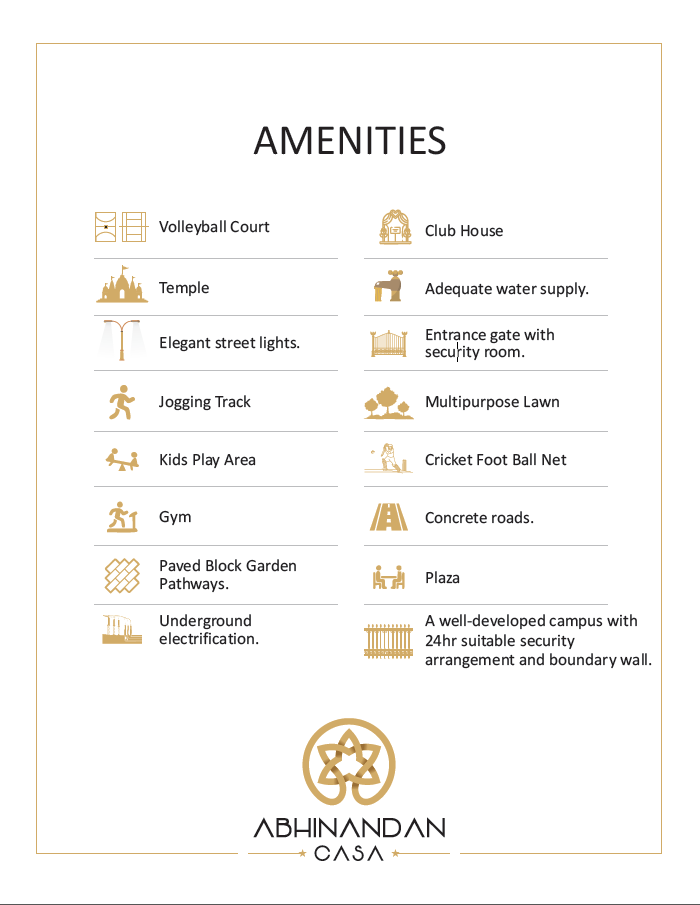 AMENITIES
Volleyball Court
Club House
Temple
Adequate water supply.
Elegant street lights.
Entrance gate with
security room.
Jogging Track
Multipurpose Lawn
Kids Play Area
Cricket Foot Ball Net
Gym
Concrete roads.
Paved Block Garden
Pathways.
Plaza
Underground
electrification.
A well-developed campus with
24hr suitable security
arrangement and boundary wall.
ABHINANDAN
CASA